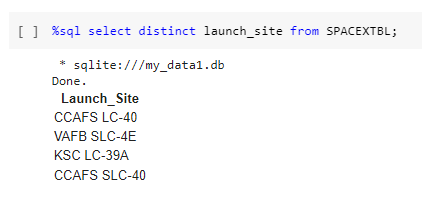 [ ] %sql select distinct launch_site from SPACEXTBL;
* sqlite:///my_data1.db
Done.
Launch_Site
CCAFS LC-40
VAFB SLC-4E
KSC LC-39A
CCAFS SLC-40